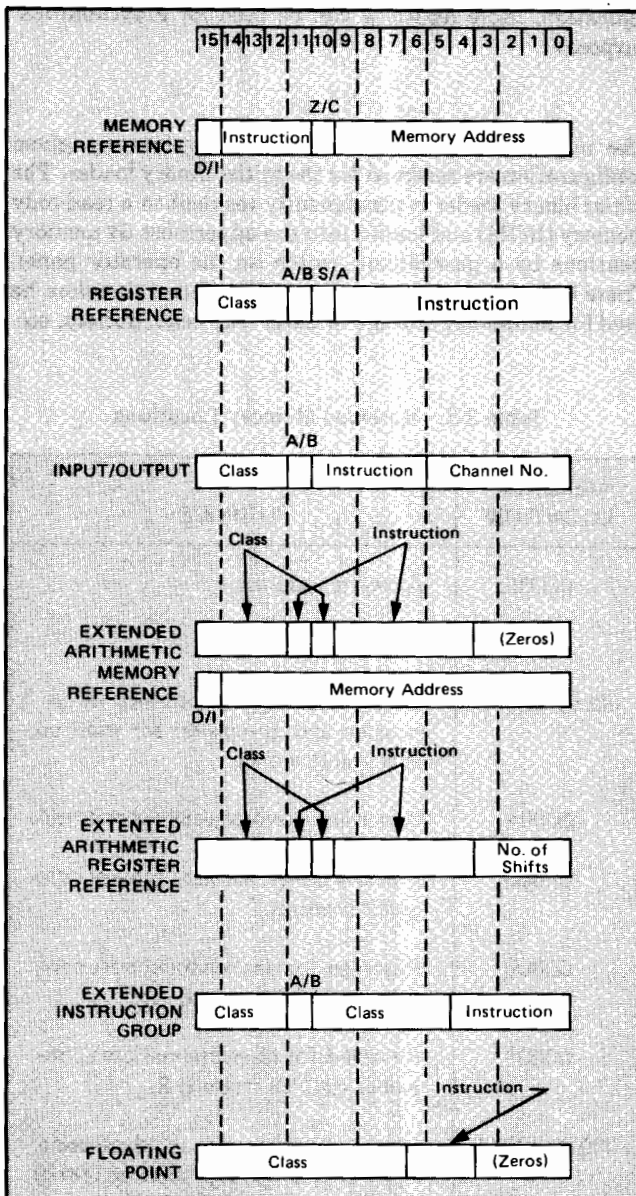 15 14 13 12 11 10 9 8 7 6 5 4 3 2 1 0
Z/C
MEMORY
REFERENCE
Instruction
Memory Address
D/I
A/B S/A
REGISTER
REFERENCE
Class
Instruction
A/B
INPUT/OUTPUT
Class
Instruction
Channel No.
Class
Instruction
EXTENDED
ARITHMETIC
MEMORY
REFERENCE
(Zeros)
Memory Address
D/I
Class
Instruction
EXTENTED
ARITHMETIC
REGISTER
REFERENCE
No. of
Shifts
A/B
EXTENDED
INSTRUCTION
GROUP
Class
Class
Instruction
Instruction
FLOATING
POINT
Class
(Zeros)